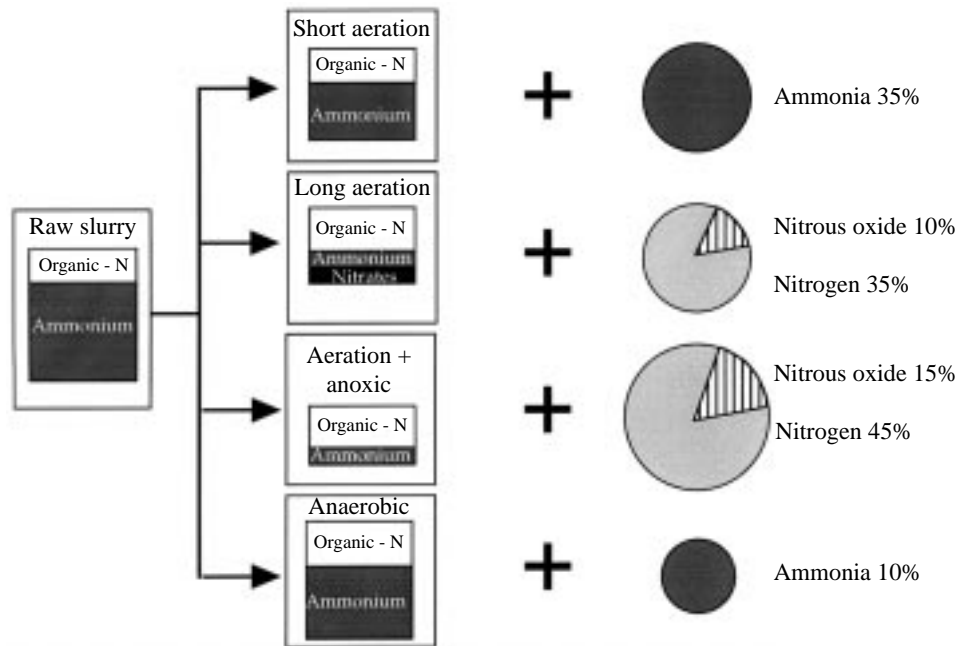 Raw slurry
Organic - N
Ammonium
Short aeration
Organic - N
Ammonium
Ammonia 35%
Long aeration
Organic - N
Ammonium
Nitrates
Nitrous oxide 10%
Nitrogen 35%
Aeration +
anoxic
Organic - N
Ammonium
Nitrous oxide 15%
Nitrogen 45%
Anaerobic
Organic - N
Ammonium
Ammonia 10%